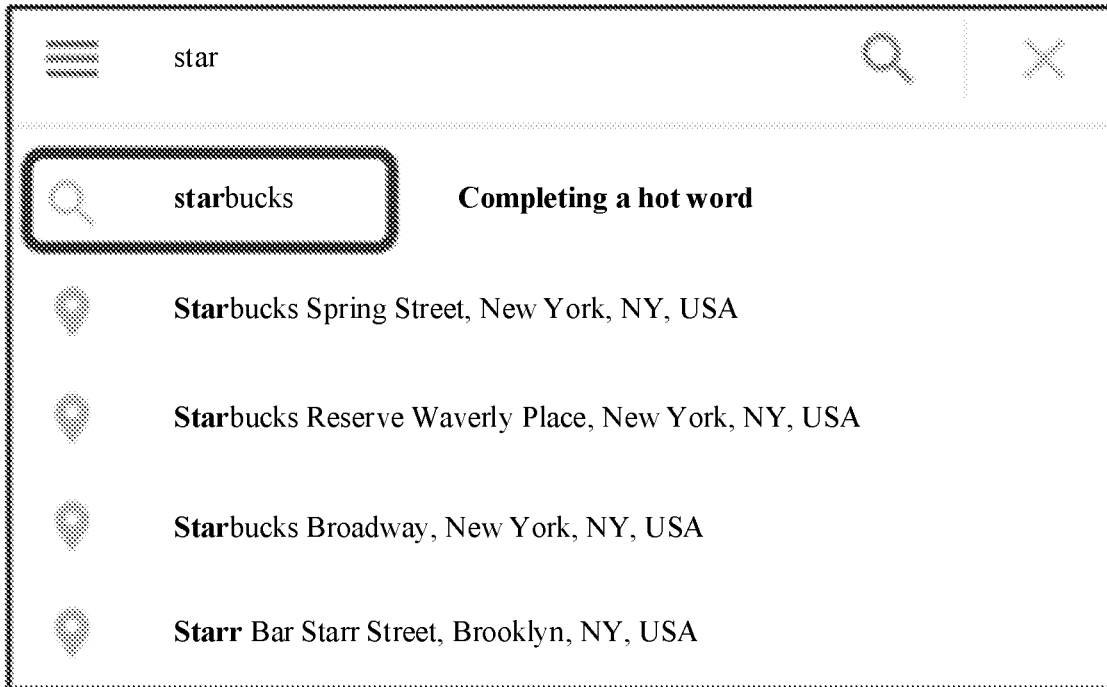 star
starbucks Completing a hot word
Starbucks Spring Street, New York, NY, USA
Starbucks Reserve Waverly Place, New York, NY, USA
Starbucks Broadway, New York, NY, USA
Starr Bar Starr Street, Brooklyn, NY, USA